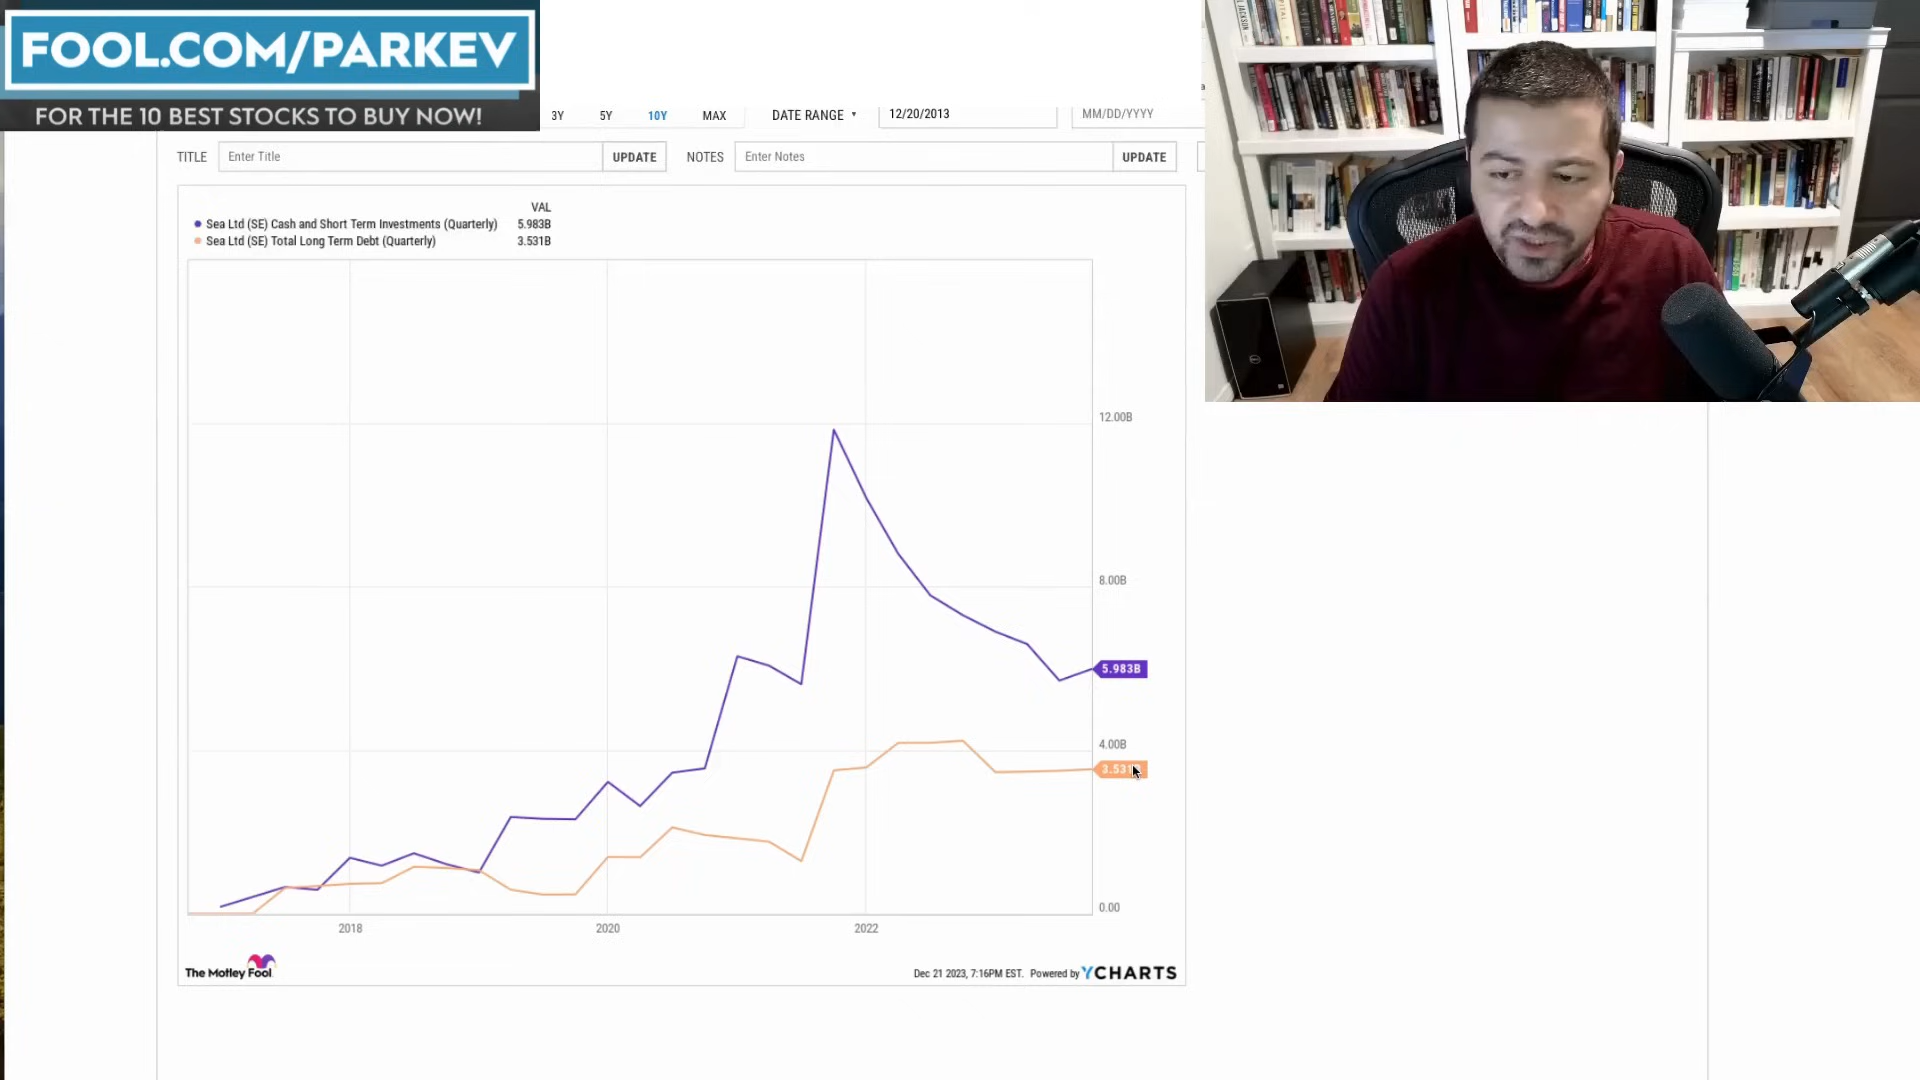 FOOL.COM/PARKEV
FOR THE 10 BEST STOCKS TO BUY NOW!
3Y 5Y 10Y MAX DATE RANGE 12/20/2013 MM/DD/YYYY
TITLE Enter Title UPDATE NOTES Enter Notes UPDATE
VAL
Sea Ltd (SE) Cash and Short Term Investments (Quarterly) 5.983B
Sea Ltd (SE) Total Long Term Debt (Quarterly) 3.531B
12.00B
8.00B
5.983B
4.00B
0.00
2018 2020 2022
The Motley Fool
Dec 21 2023, 7:16PM EST. Powered by YCHARTS